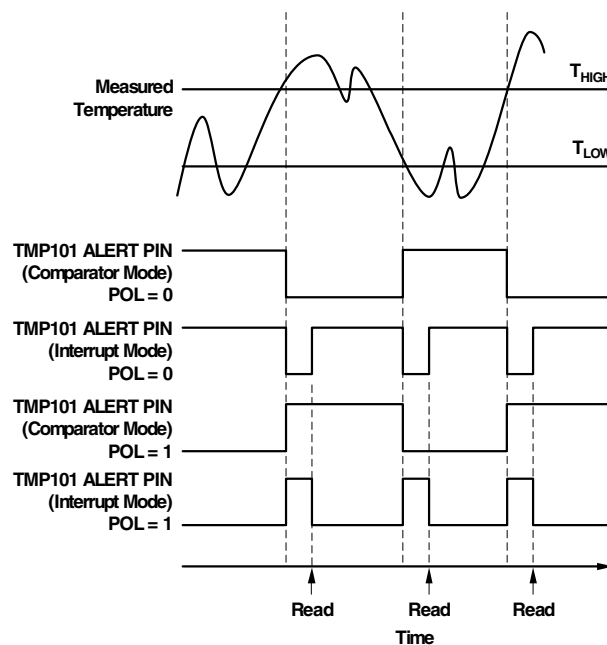 Measured
Temperature
THIGH
TLOW
TMP101 ALERT PIN
(Comparator Mode)
POL = 0
TMP101 ALERT PIN
(Interrupt Mode)
POL = 0
TMP101 ALERT PIN
(Comparator Mode)
POL = 1
TMP101 ALERT PIN
(Interrupt Mode)
POL = 1
Read Read Read
Time